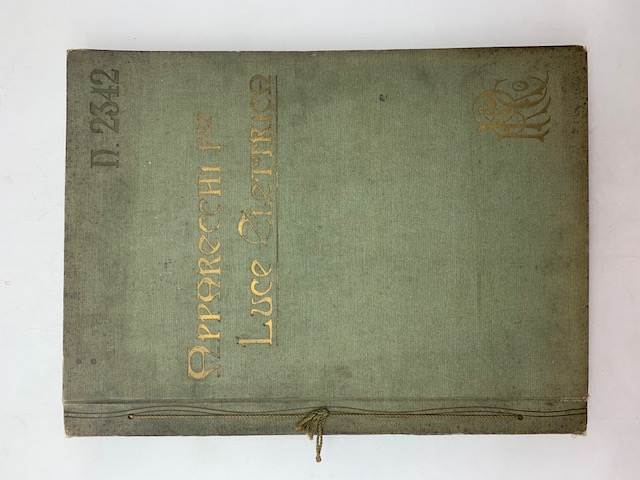 N. 2342
Apparecchi per
Luce Elettrica